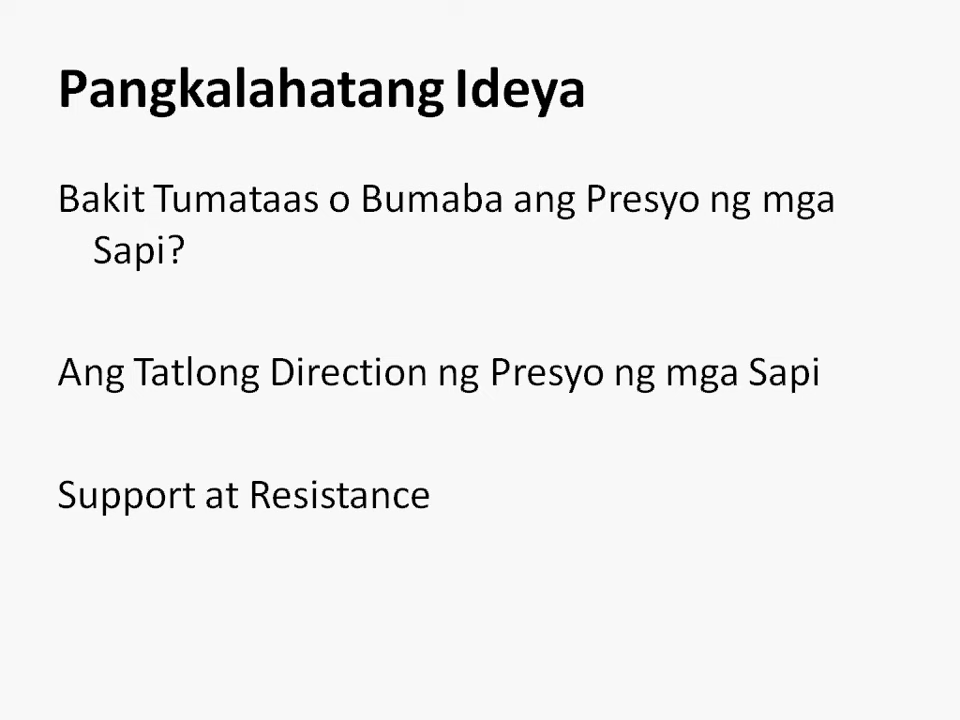 Pangkalahatang Ideya
Bakit Tumataas o Bumaba ang Presyo ng mga
Sapi?
Ang Tatlong Direction ng Presyo ng mga Sapi
Support at Resistance